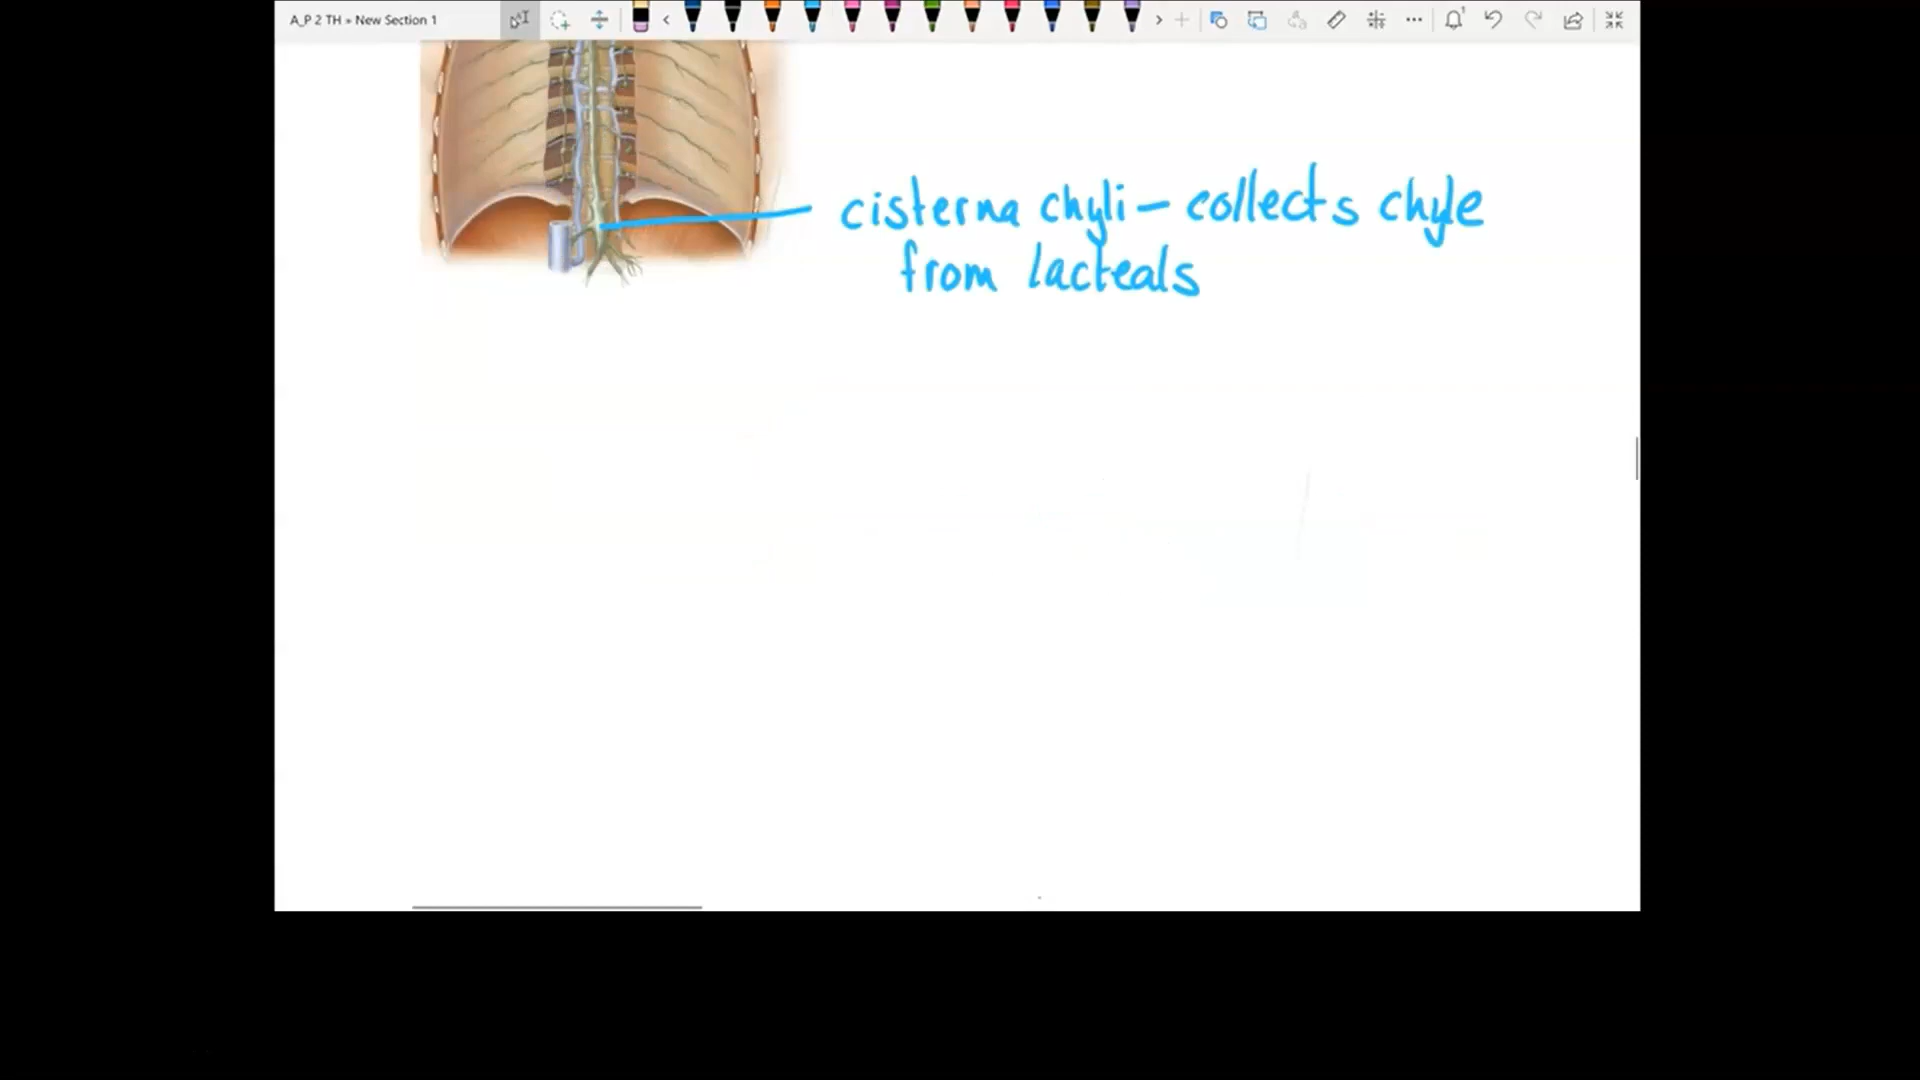 A_P 2 TH » New Section 1
cisterna chyli – collects chyle
from lacteals